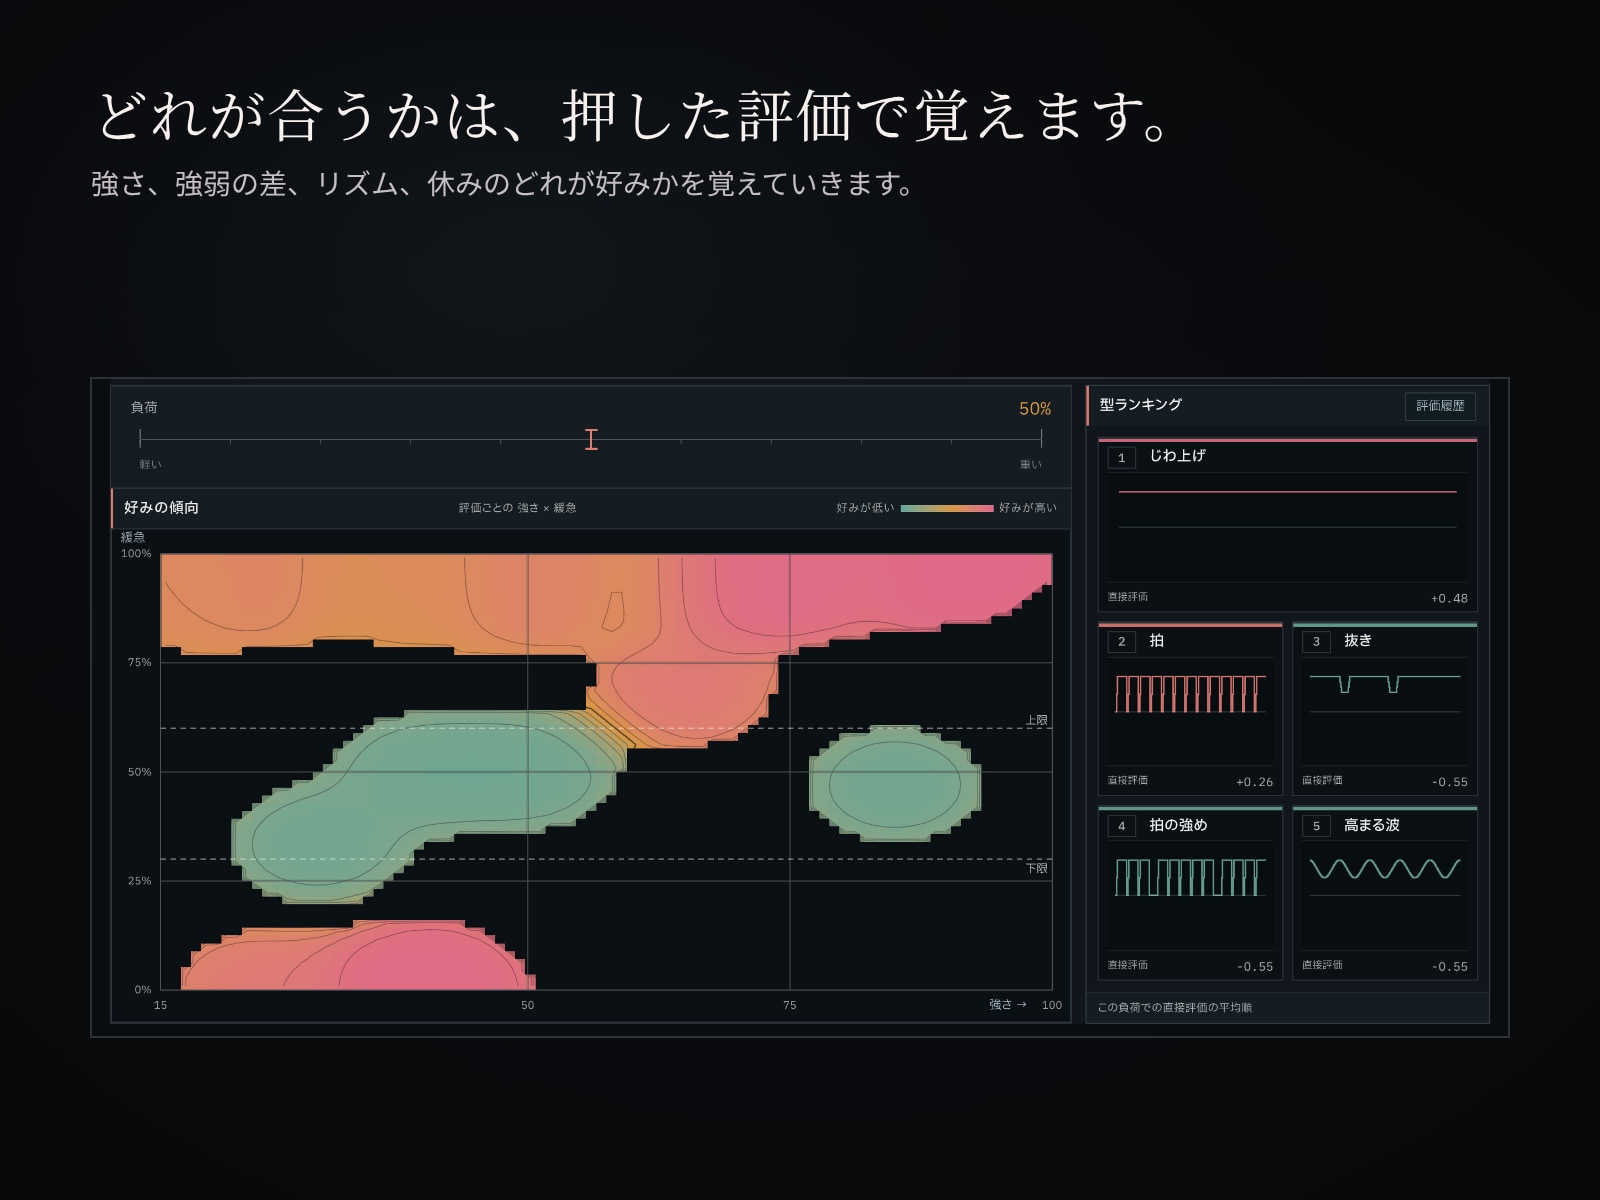 どれが合うかは、押した評価で覚えます。
強さ、強弱の差、リズム、休みのどれが好みかを覚えていきます。
負荷
50%
軽い
重い
好みの傾向
評価ごとの 強さ × 緩急
好みが低い
好みが高い
緩急
100%
75%
50%
25%
0%
上限
下限
15
50
75
強さ →
100
型ランキング
評価履歴
1 じわ上げ
直接評価 +0.48
2 拍
直接評価 +0.26
3 抜き
直接評価 -0.55
4 拍の強め
直接評価 -0.55
5 高まる波
直接評価 -0.55
この負荷での直接評価の平均順